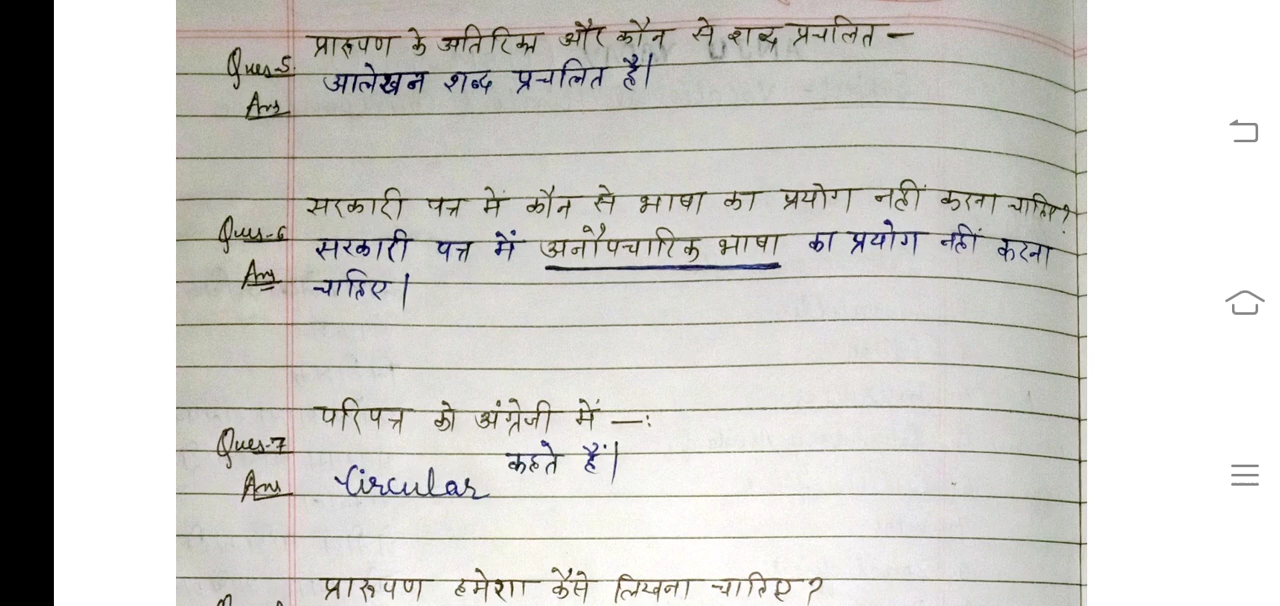 प्रारूपण के अतिरिक्त और कौन से शब्द प्रचलित -
Ques-5.
आलेखन शब्द प्रचलित है।
Ans
सरकारी पत्र में कौन से भाषा का प्रयोग नहीं करना चाहिए?
Ques-6
सरकारी पत्र में अनौपचारिक भाषा का प्रयोग नहीं करना
Ans
चाहिए।
परिपत्र को अंग्रेजी में —:
Ques-7
कहते हैं।
Ans Circular
प्रारूपण हमेशा कैसे लिखना चाहिए?